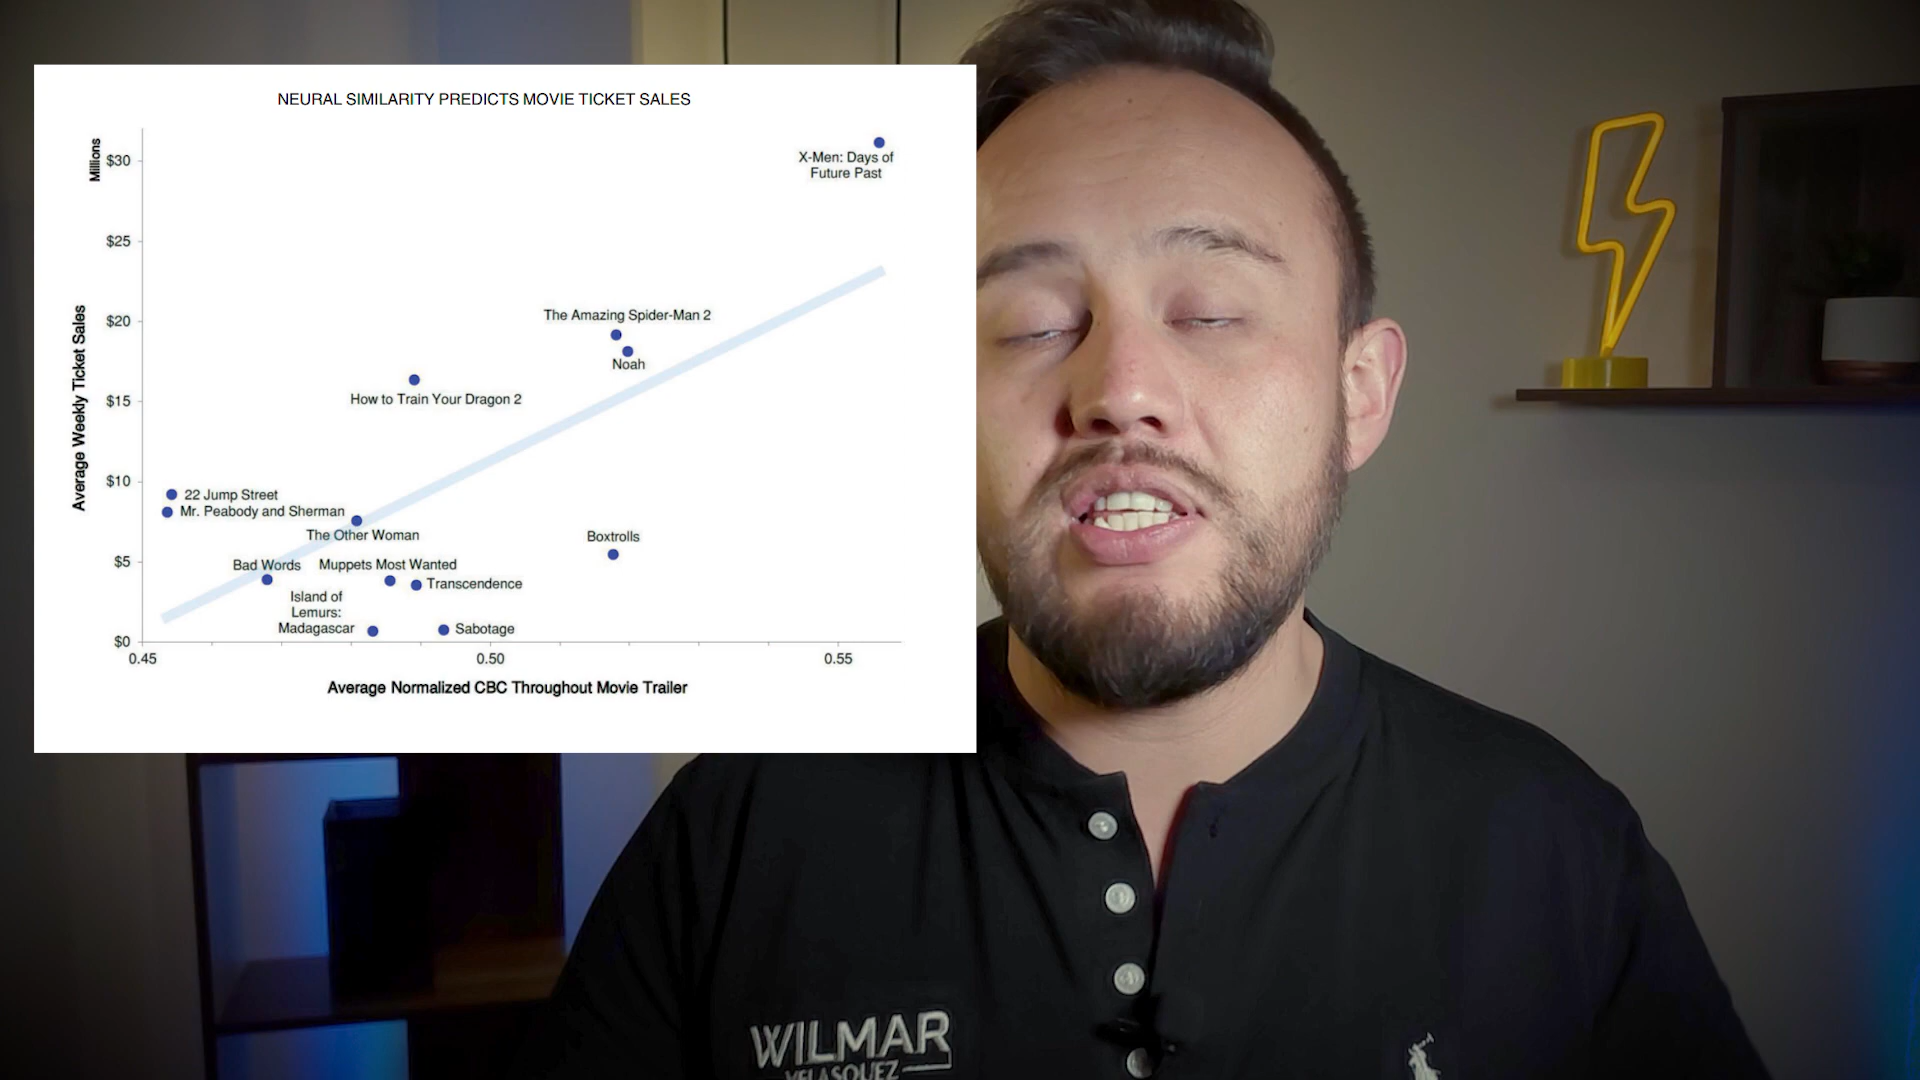 NEURAL SIMILARITY PREDICTS MOVIE TICKET SALES
Millions
$30
$25
$20
$15
$10
$5
$0
Average Weekly Ticket Sales
X-Men: Days of
Future Past
The Amazing Spider-Man 2
Noah
How to Train Your Dragon 2
22 Jump Street
Mr. Peabody and Sherman
The Other Woman
Boxtrolls
Bad Words
Muppets Most Wanted
Transcendence
Island of
Lemurs:
Madagascar
Sabotage
0.45
0.50
0.55
Average Normalized CBC Throughout Movie Trailer
WILMAR
VELASQUEZ